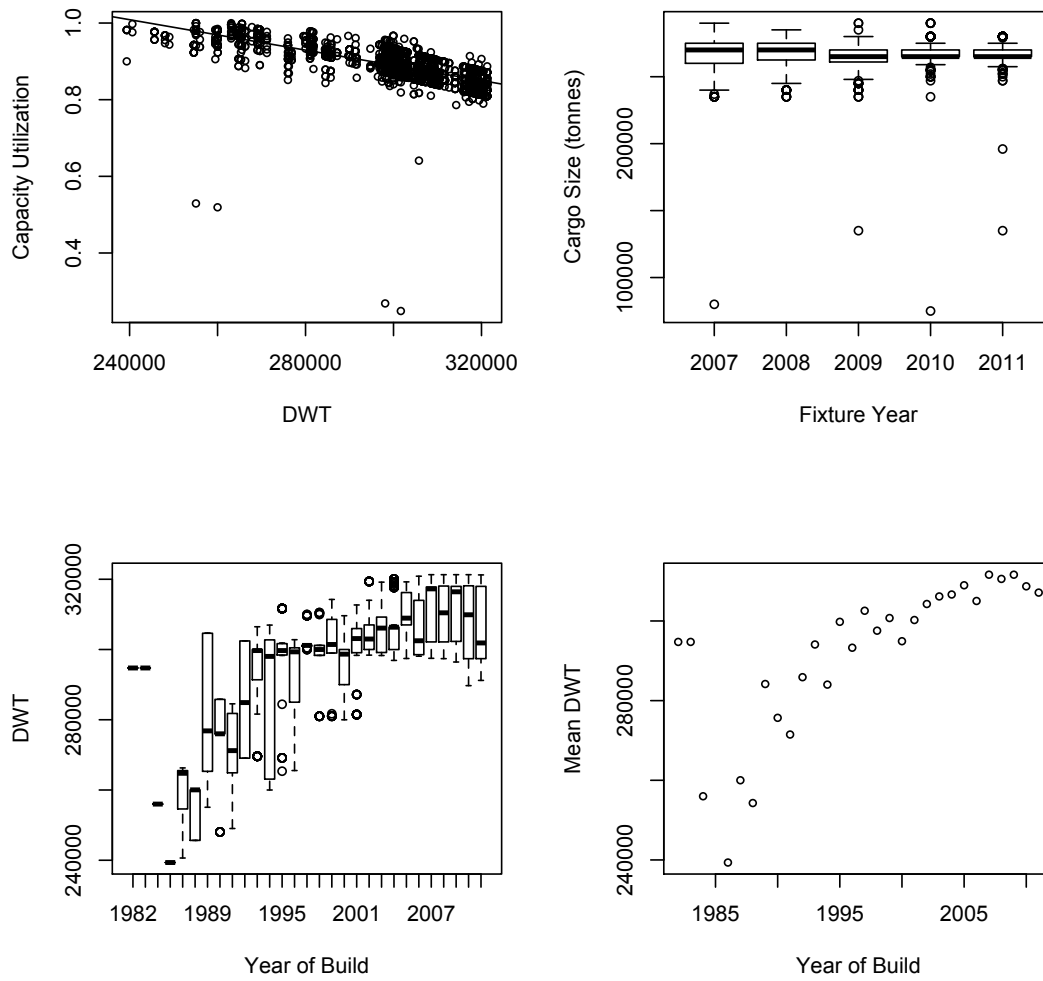 1.0
0.8
0.6
0.4
Capacity Utilization
240000 280000 320000
DWT
200000
100000
Cargo Size (tonnes)
2007 2008 2009 2010 2011
Fixture Year
320000
280000
240000
DWT
1982 1989 1995 2001 2007
Year of Build
280000
240000
Mean DWT
1985 1995 2005
Year of Build